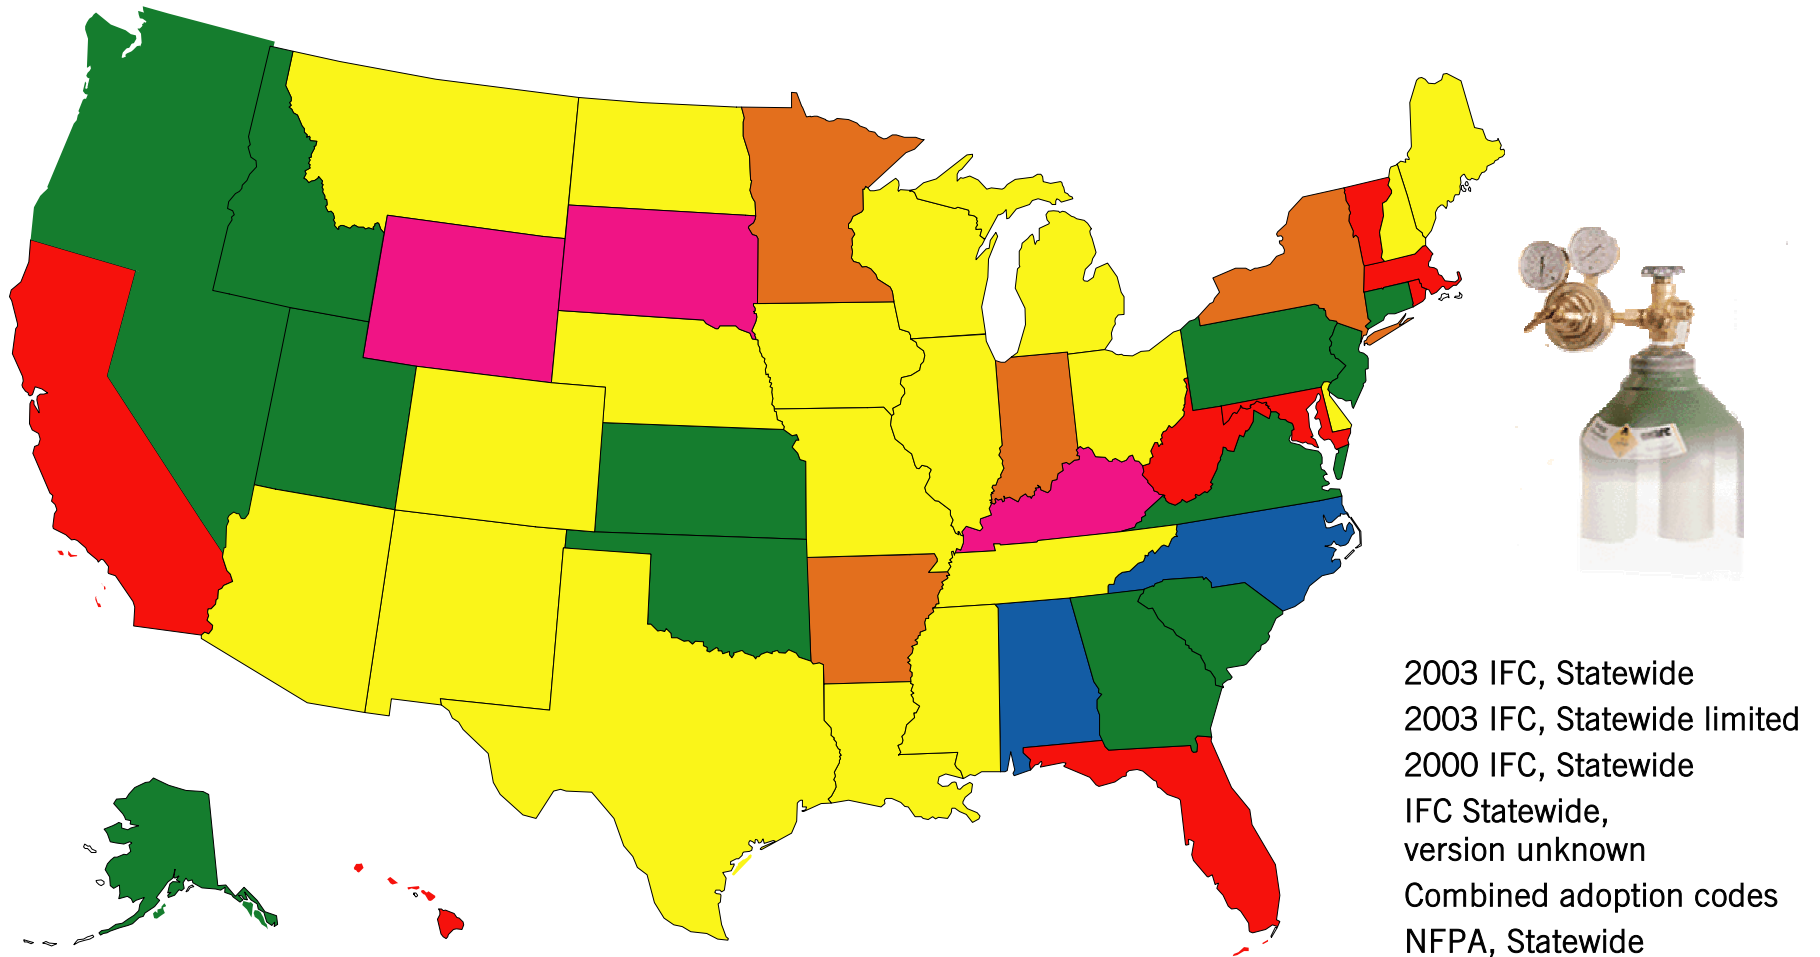 2003 IFC, Statewide
2003 IFC, Statewide limited
2000 IFC, Statewide
IFC Statewide,
version unknown
Combined adoption codes
NFPA, Statewide